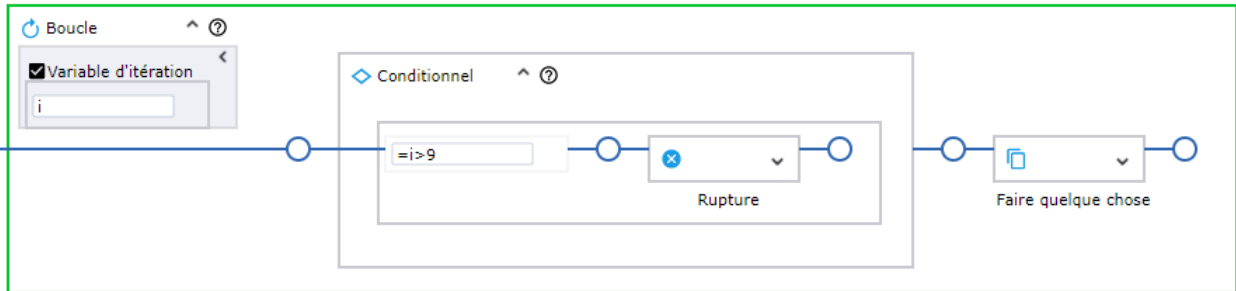 Boucle
Variable d'itération
i
Conditionnel
=i>9
Rupture
Faire quelque chose